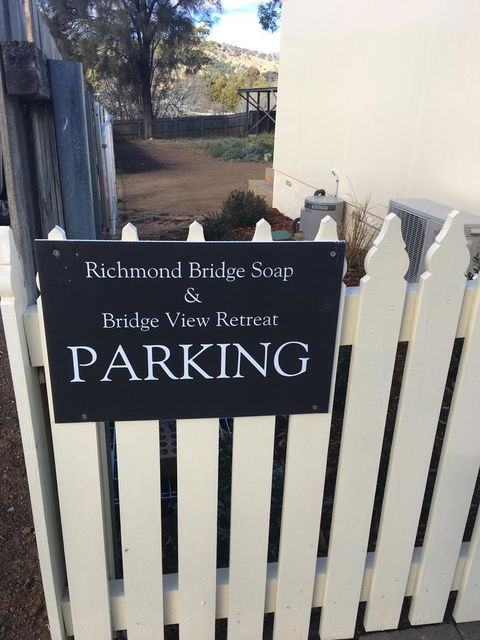 Richmond Bridge Soap
&
Bridge View Retreat
PARKING